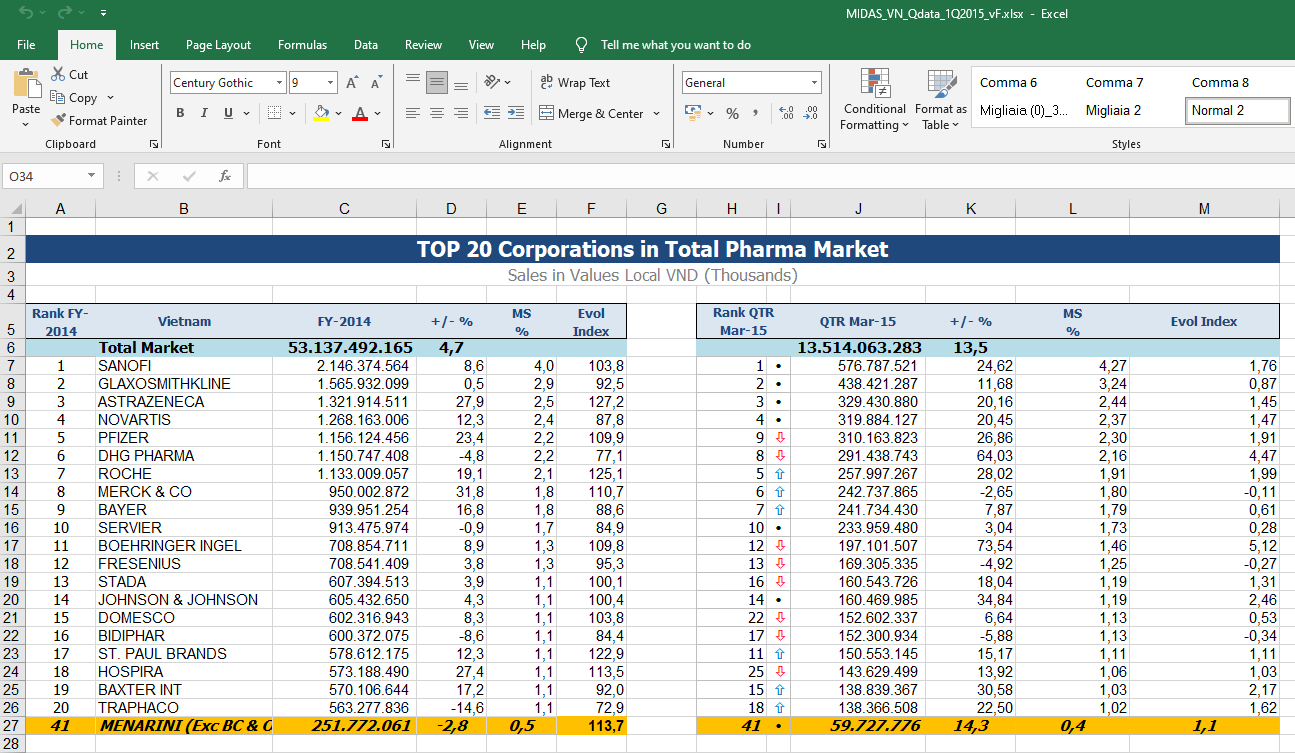 MIDAS_VN_Qdata_1Q2015_vF.xlsx - Excel
File Home Insert Page Layout Formulas Data Review View Help Tell me what you want to do
Paste
Cut
Copy
Format Painter
Clipboard
Century Gothic 9 A A
B I U A
Font
Wrap Text
Merge & Center
Alignment
General
% ,
Number
Conditional Formatting
Format as Table
Comma 6 Comma 7 Comma 8
Migliaia (0)_3... Migliaia 2 Normal 2
Styles
O34 fx
A B C D E F G H I J K L M
1
2 TOP 20 Corporations in Total Pharma Market
3 Sales in Values Local VND (Thousands)
4
5 Rank FY-2014 Vietnam FY-2014 +/- % MS % Evol Index Rank QTR Mar-15 QTR Mar-15 +/- % MS % Evol Index
6 Total Market 53.137.492.165 4,7 13.514.063.283 13,5
7 1 SANOFI 2.146.374.564 8,6 4,0 103,8 1 • 576.787.521 24,62 4,27 1,76
8 2 GLAXOSMITHKLINE 1.565.932.099 0,5 2,9 92,5 2 • 438.421.287 11,68 3,24 0,87
9 3 ASTRAZENECA 1.321.914.511 27,9 2,5 127,2 3 • 329.430.880 20,16 2,44 1,45
10 4 NOVARTIS 1.268.163.006 12,3 2,4 87,8 4 • 319.884.127 20,45 2,37 1,47
11 5 PFIZER 1.156.124.456 23,4 2,2 109,9 9 ⇩ 310.163.823 26,86 2,30 1,91
12 6 DHG PHARMA 1.150.747.408 -4,8 2,2 77,1 8 ⇩ 291.438.743 64,03 2,16 4,47
13 7 ROCHE 1.133.009.057 19,1 2,1 125,1 5 ⇧ 257.997.267 28,02 1,91 1,99
14 8 MERCK & CO 950.002.872 31,8 1,8 110,7 6 ⇧ 242.737.865 -2,65 1,80 -0,11
15 9 BAYER 939.951.254 16,8 1,8 88,6 7 ⇧ 241.734.430 7,87 1,79 0,61
16 10 SERVIER 913.475.974 -0,9 1,7 84,9 10 • 233.959.480 3,04 1,73 0,28
17 11 BOEHRINGER INGEL 708.854.711 8,9 1,3 109,8 12 ⇩ 197.101.507 73,54 1,46 5,12
18 12 FRESENIUS 708.541.409 3,8 1,3 95,3 13 ⇩ 169.305.335 -4,92 1,25 -0,27
19 13 STADA 607.394.513 3,9 1,1 100,1 16 ⇩ 160.543.726 18,04 1,19 1,31
20 14 JOHNSON & JOHNSON 605.432.650 4,3 1,1 100,4 14 • 160.469.985 34,84 1,19 2,46
21 15 DOMESCO 602.316.943 8,3 1,1 103,8 22 ⇩ 152.602.337 6,64 1,13 0,53
22 16 BIDIPHAR 600.372.075 -8,6 1,1 84,4 17 ⇩ 152.300.934 -5,88 1,13 -0,34
23 17 ST. PAUL BRANDS 578.612.175 12,3 1,1 122,9 11 ⇧ 150.553.145 15,17 1,11 1,11
24 18 HOSPIRA 573.188.490 27,4 1,1 113,5 25 ⇩ 143.629.499 13,92 1,06 1,03
25 19 BAXTER INT 570.106.644 17,2 1,1 92,0 15 ⇧ 138.839.367 30,58 1,03 2,17
26 20 TRAPHACO 563.277.836 -14,6 1,1 72,9 18 ⇧ 138.366.508 22,50 1,02 1,62
27 41 MENARINI (Exc BC & O 251.772.061 -2,8 0,5 113,7 41 • 59.727.776 14,3 0,4 1,1
28